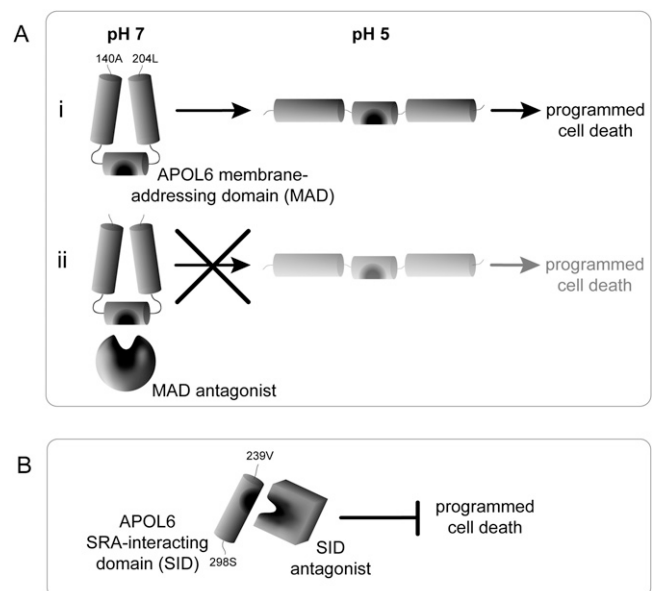 A
pH 7
pH 5
140A
204L
i
programmed
cell death
APOL6 membrane-
addressing domain (MAD)
ii
programmed
cell death
MAD antagonist
B
239V
APOL6
SRA-interacting
domain (SID)
298S
SID
antagonist
programmed
cell death